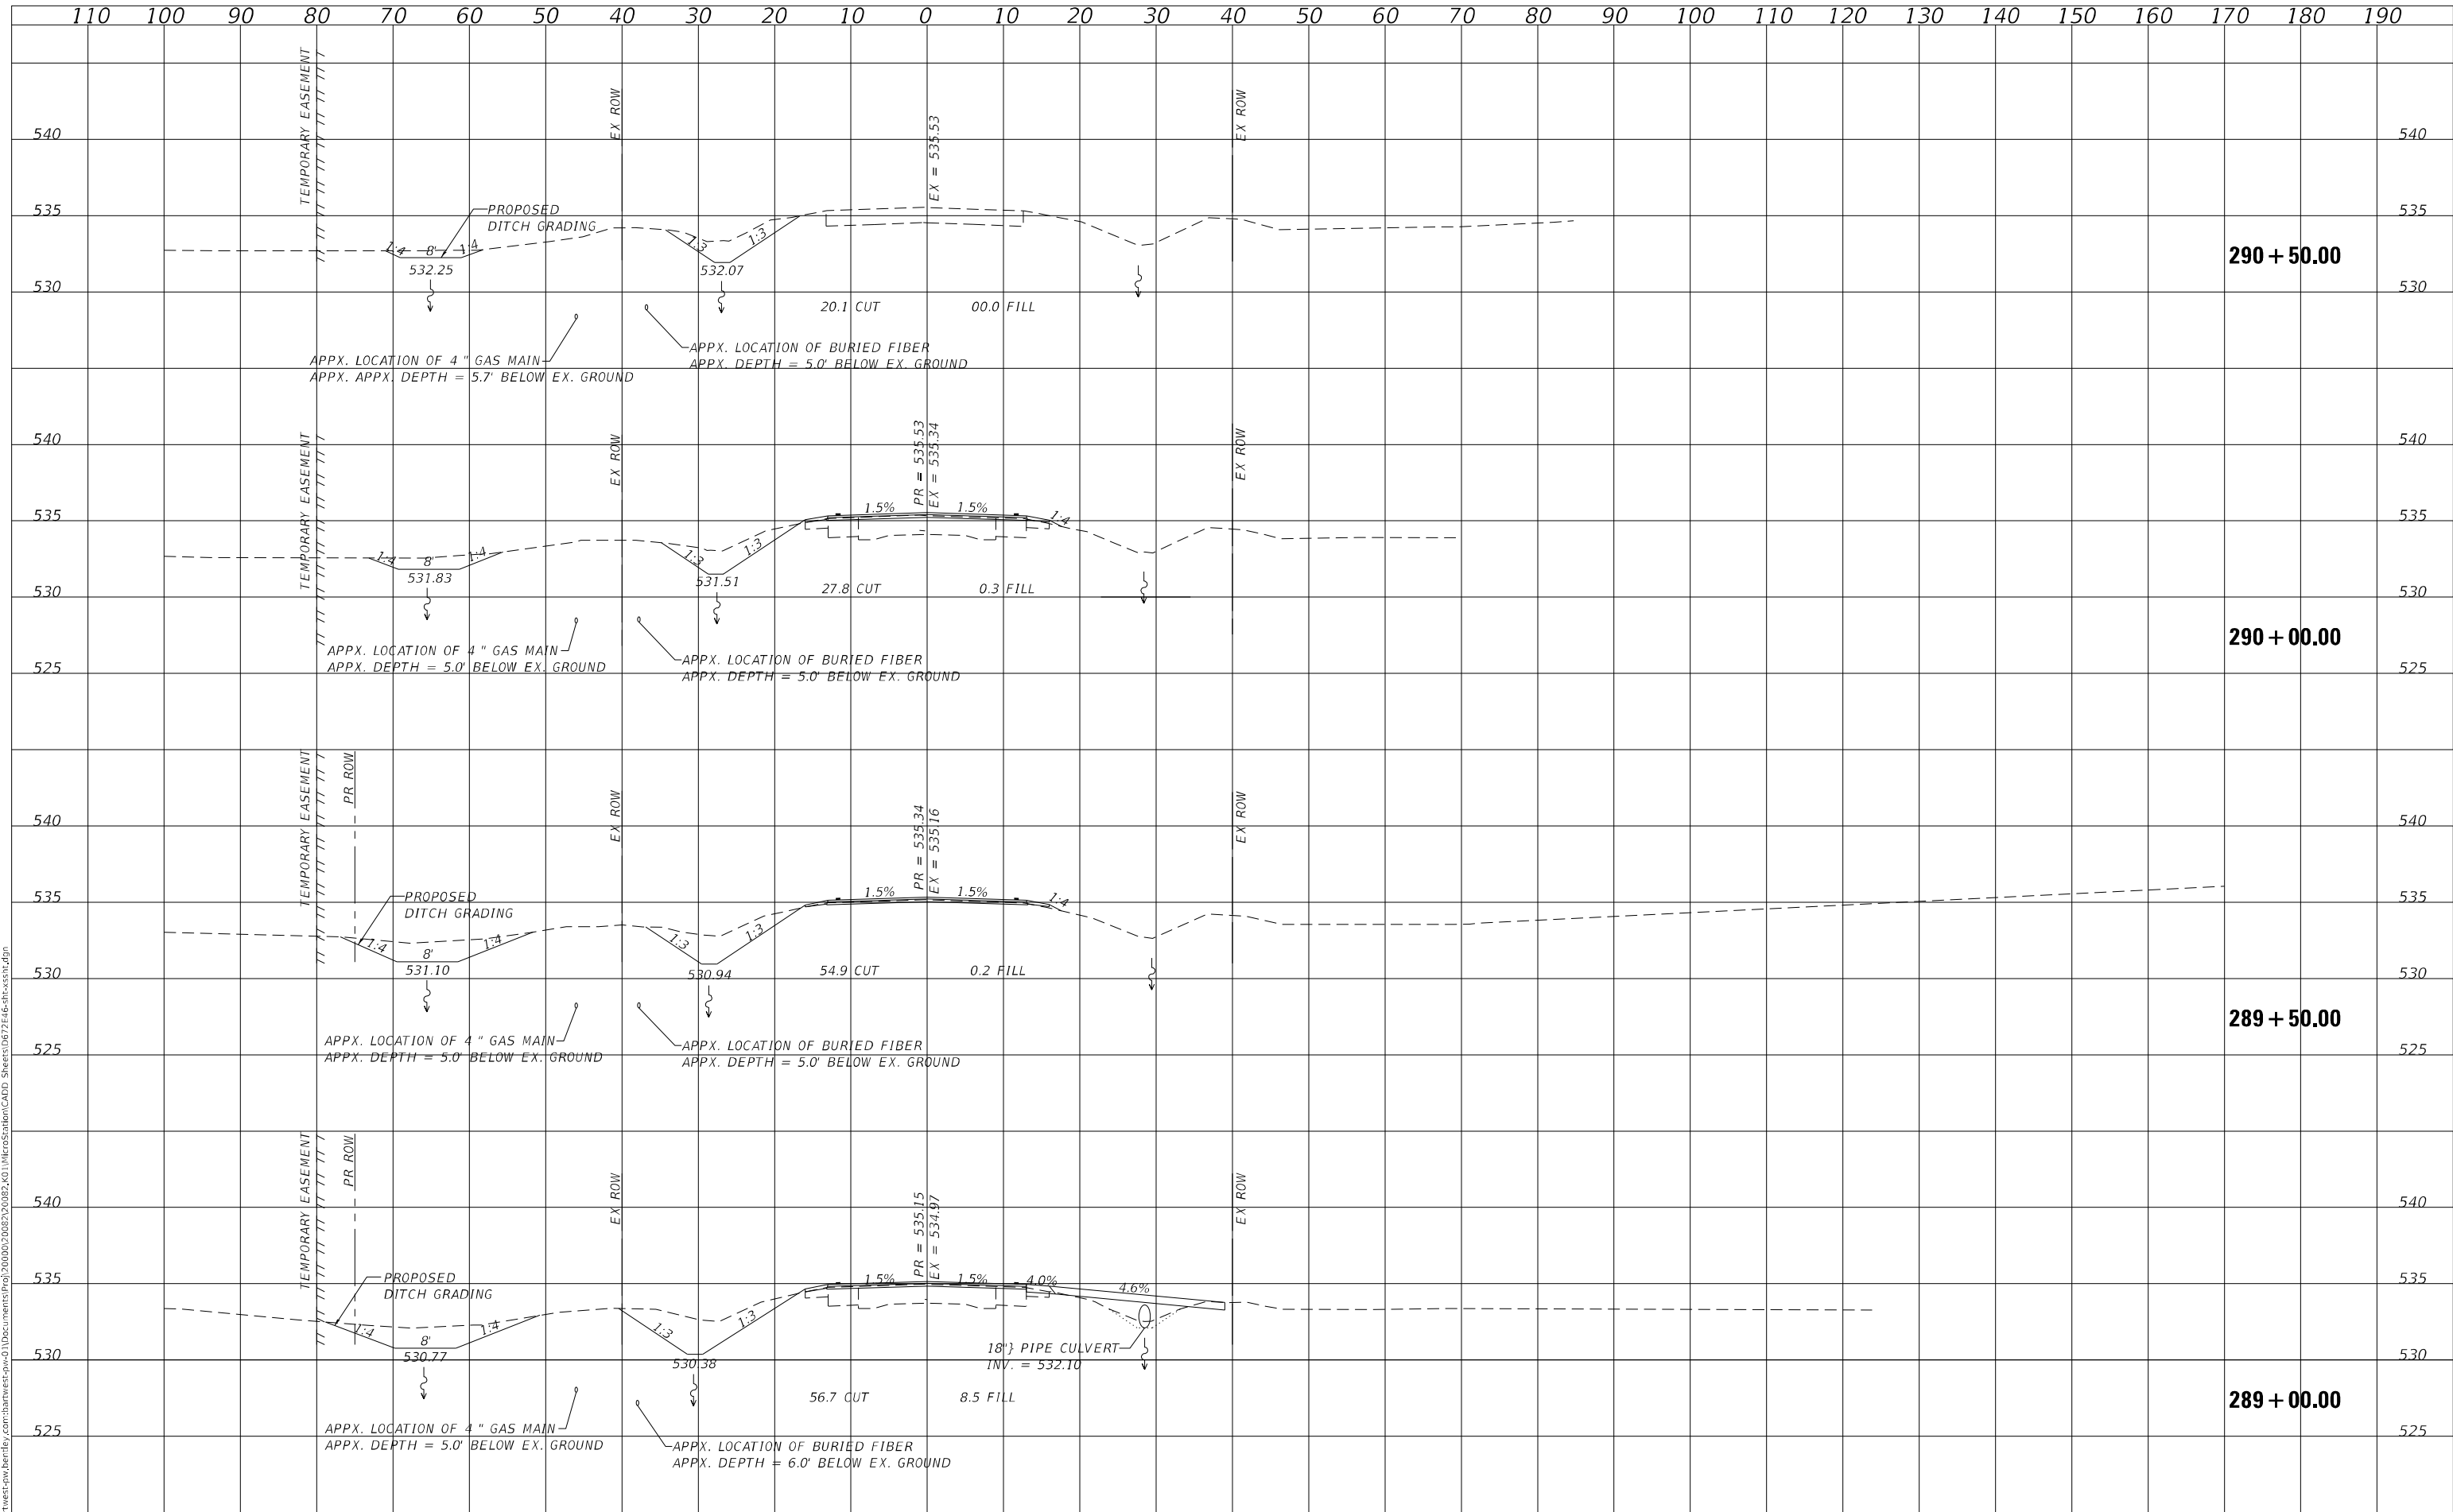 110 100 90 80 70 60 50 40 30 20 10 0 10 20 30 40 50 60 70 80 90 100 110 120 130 140 150 160 170 180 190
TEMPORARY EASEMENT
EX ROW
EX = 535.53
EX ROW
540 540
535 535
PROPOSED
DITCH GRADING
1:4 8' 1:4
1:3 1:3
532.25
532.07
290+50.00
530 530
20.1 CUT 00.0 FILL
APPX. LOCATION OF 4 " GAS MAIN
APPX. APPX. DEPTH = 5.7' BELOW EX. GROUND
APPX. LOCATION OF BURIED FIBER
APPX. DEPTH = 5.0' BELOW EX. GROUND
TEMPORARY EASEMENT
EX ROW
PR = 535.53
EX = 535.34
EX ROW
540 540
535 535
1.5% 1.5% 1:4
1:4 8' 1:4
1:3 1:3
531.83
531.51
530 530
27.8 CUT 0.3 FILL
290+00.00
APPX. LOCATION OF 4 " GAS MAIN
APPX. DEPTH = 5.0' BELOW EX. GROUND
APPX. LOCATION OF BURIED FIBER
APPX. DEPTH = 5.0' BELOW EX. GROUND
525 525
TEMPORARY EASEMENT
PR ROW
EX ROW
PR = 535.34
EX = 535.16
EX ROW
540 540
535 535
1.5% 1.5% 1:4
PROPOSED
DITCH GRADING
1:4 8' 1:4
1:3 1:3
531.10
530.94
530 530
54.9 CUT 0.2 FILL
289+50.00
APPX. LOCATION OF 4 " GAS MAIN
APPX. DEPTH = 5.0' BELOW EX. GROUND
APPX. LOCATION OF BURIED FIBER
APPX. DEPTH = 5.0' BELOW EX. GROUND
525 525
TEMPORARY EASEMENT
PR ROW
EX ROW
PR = 535.15
EX = 534.97
EX ROW
540 540
535 535
1.5% 1.5% 4.0% 4.6%
PROPOSED
DITCH GRADING
1:4 8' 1:4
1:3 1:3
530.77
530.38
18"} PIPE CULVERT
INV. = 532.10
530 530
56.7 CUT 8.5 FILL
289+00.00
APPX. LOCATION OF 4 " GAS MAIN
APPX. DEPTH = 5.0' BELOW EX. GROUND
APPX. LOCATION OF BURIED FIBER
APPX. DEPTH = 6.0' BELOW EX. GROUND
525 525